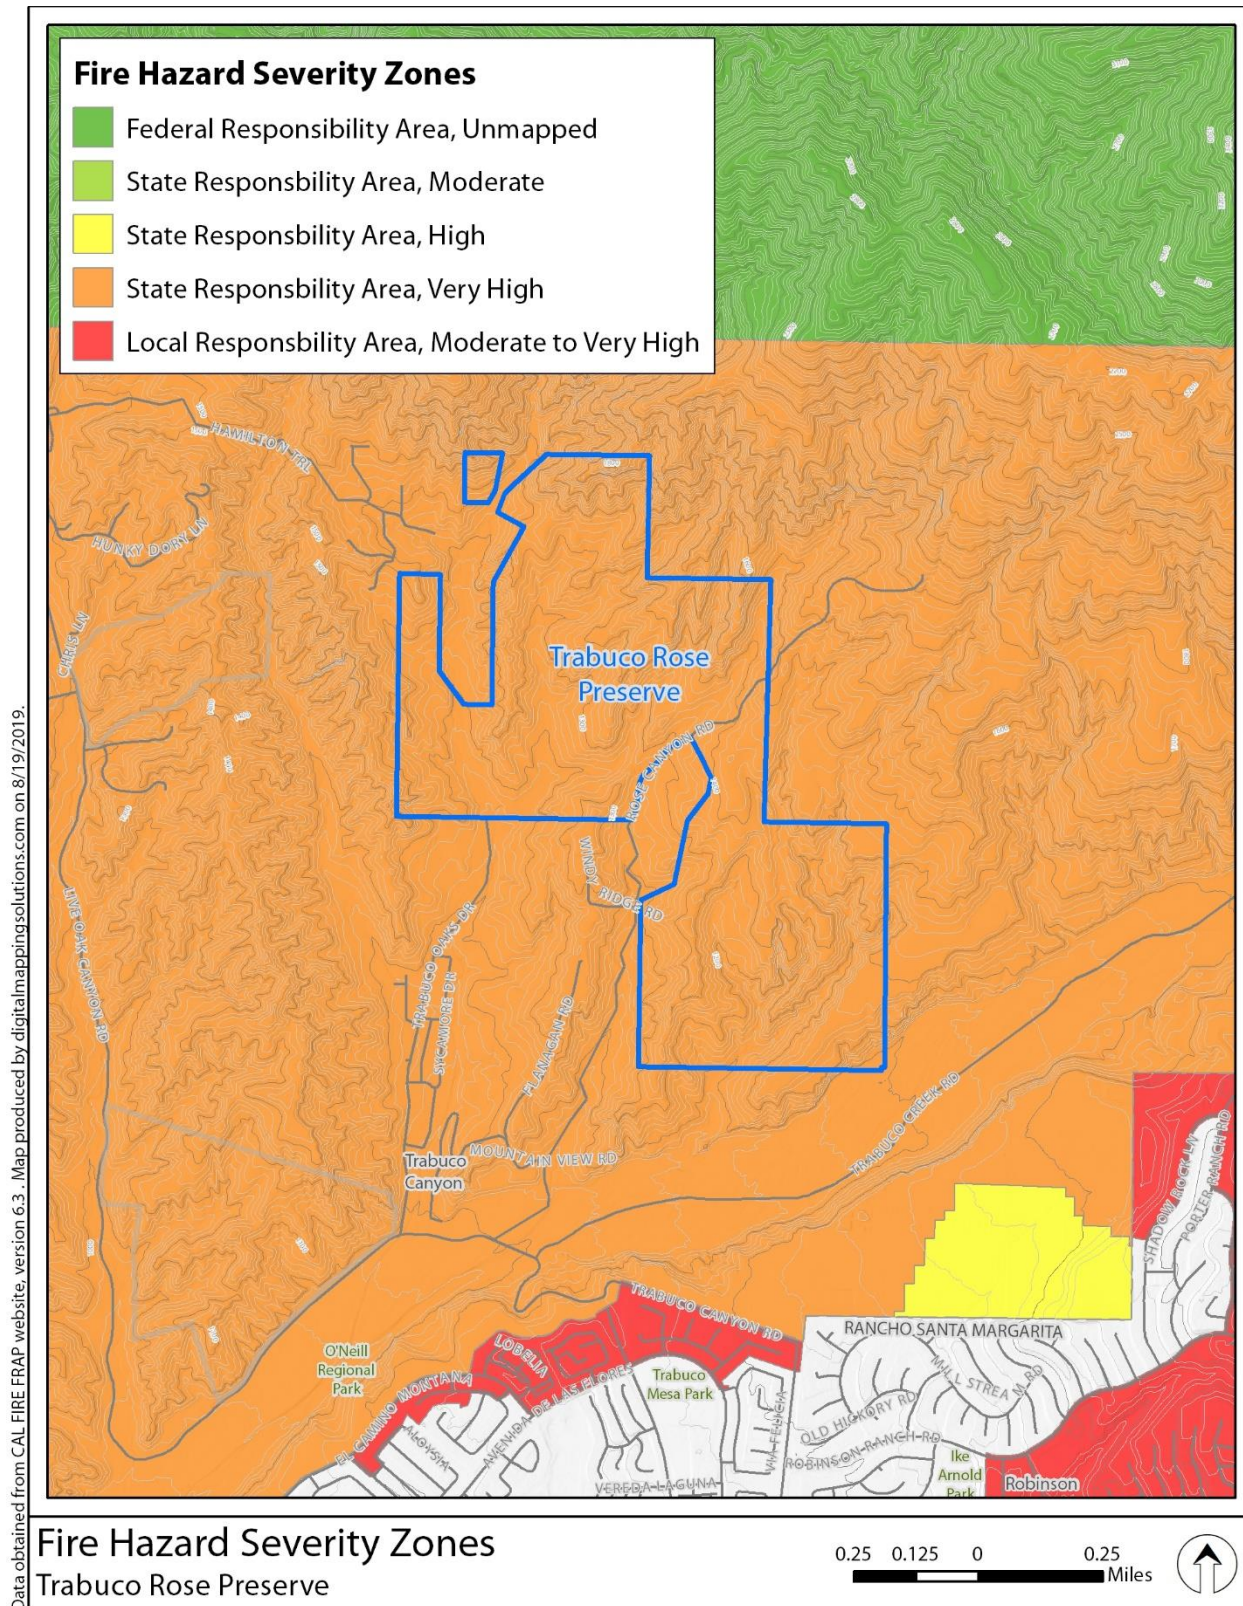 Fire Hazard Severity Zones
Federal Responsibility Area, Unmapped
State Responsbility Area, Moderate
State Responsbility Area, High
State Responsbility Area, Very High
Local Responsbility Area, Moderate to Very High
HAMILTON TRL
HUNKY DORY LN
CHRIS LN
Trabuco Rose
Preserve
ROSE CANYON RD
WINDY
RIDGE RD
LIVE OAK CANYON RD
TRABUCO OAKS DR
SYCAMORE DR
FLANAGAN RD
MOUNTAIN VIEW RD
Trabuco
Canyon
TRABUCO CREEK RD
SHADOW ROCK LN
PORTER RANCH RD
TRABUCO CANYON RD
RANCHO SANTA MARGARITA
O'Neill
Regional
Park
LOBELIA
EL CAMINO MONTANA
AVENIDA DE LAS FLORES
ALOYSIA
Trabuco
Mesa Park
MILL STREAM RD
OLD HICKORY RD
VIA FELICIA
ROBINSON RANCH RD
VEREDA LAGUNA
Ike
Arnold
Park
Robinson
Data obtained from CAL FIRE FRAP website, version 6.3 . Map produced by digitalmappingsolutions.com on 8/19/2019.
Fire Hazard Severity Zones
Trabuco Rose Preserve
0.25 0.125 0 0.25
Miles